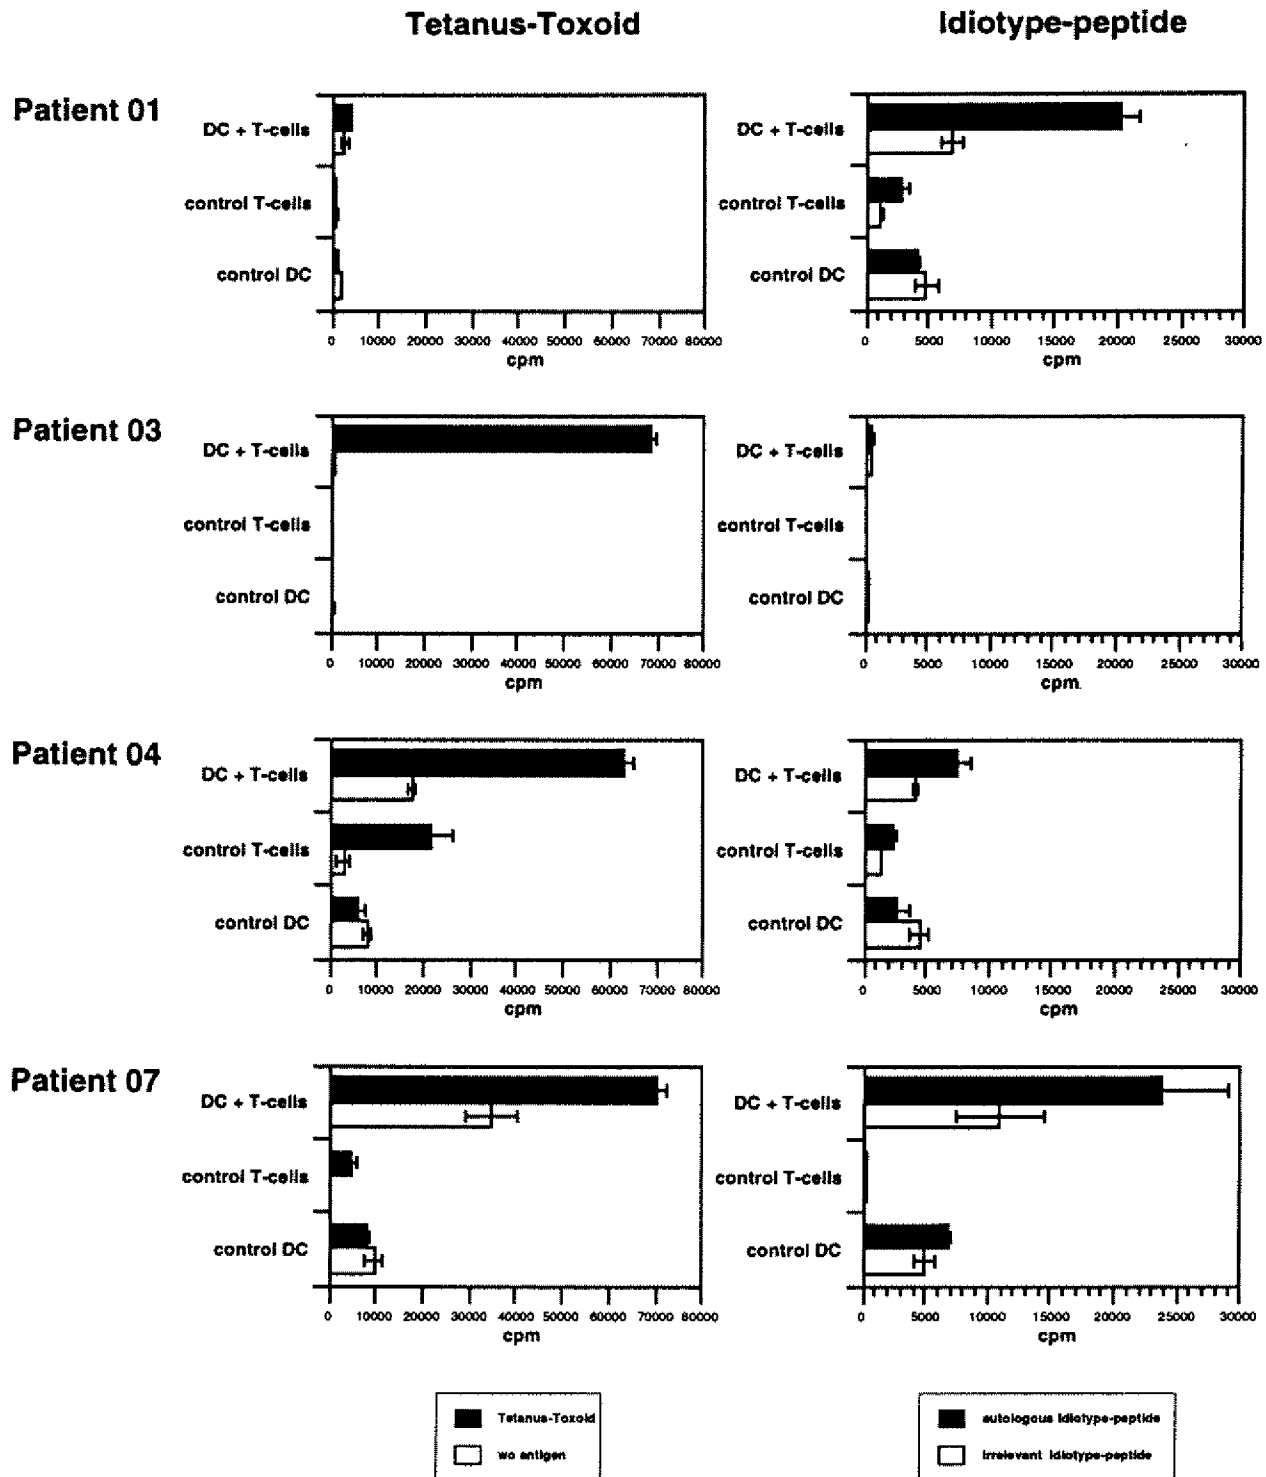 Tetanus-Toxoid
Idiotype-peptide
Patient 01
DC + T-cells
control T-cells
control DC
0 10000 20000 30000 40000 50000 60000 70000 80000
cpm
DC + T-cells
control T-cells
control DC
0 5000 10000 15000 20000 25000 30000
cpm
Patient 03
DC + T-cells
control T-cells
control DC
0 10000 20000 30000 40000 50000 60000 70000 80000
cpm
DC + T-cells
control T-cells
control DC
0 5000 10000 15000 20000 25000 30000
cpm.
Patient 04
DC + T-cells
control T-cells
control DC
0 10000 20000 30000 40000 50000 60000 70000 80000
cpm
DC + T-cells
control T-cells
control DC
0 5000 10000 15000 20000 25000 30000
cpm
Patient 07
DC + T-cells
control T-cells
control DC
0 10000 20000 30000 40000 50000 60000 70000 80000
cpm
DC + T-cells
control T-cells
control DC
0 5000 10000 15000 20000 25000 30000
cpm
Tetanus-Toxoid
wo antigen
autologous Idiotype-peptide
irrelevant Idiotype-peptide